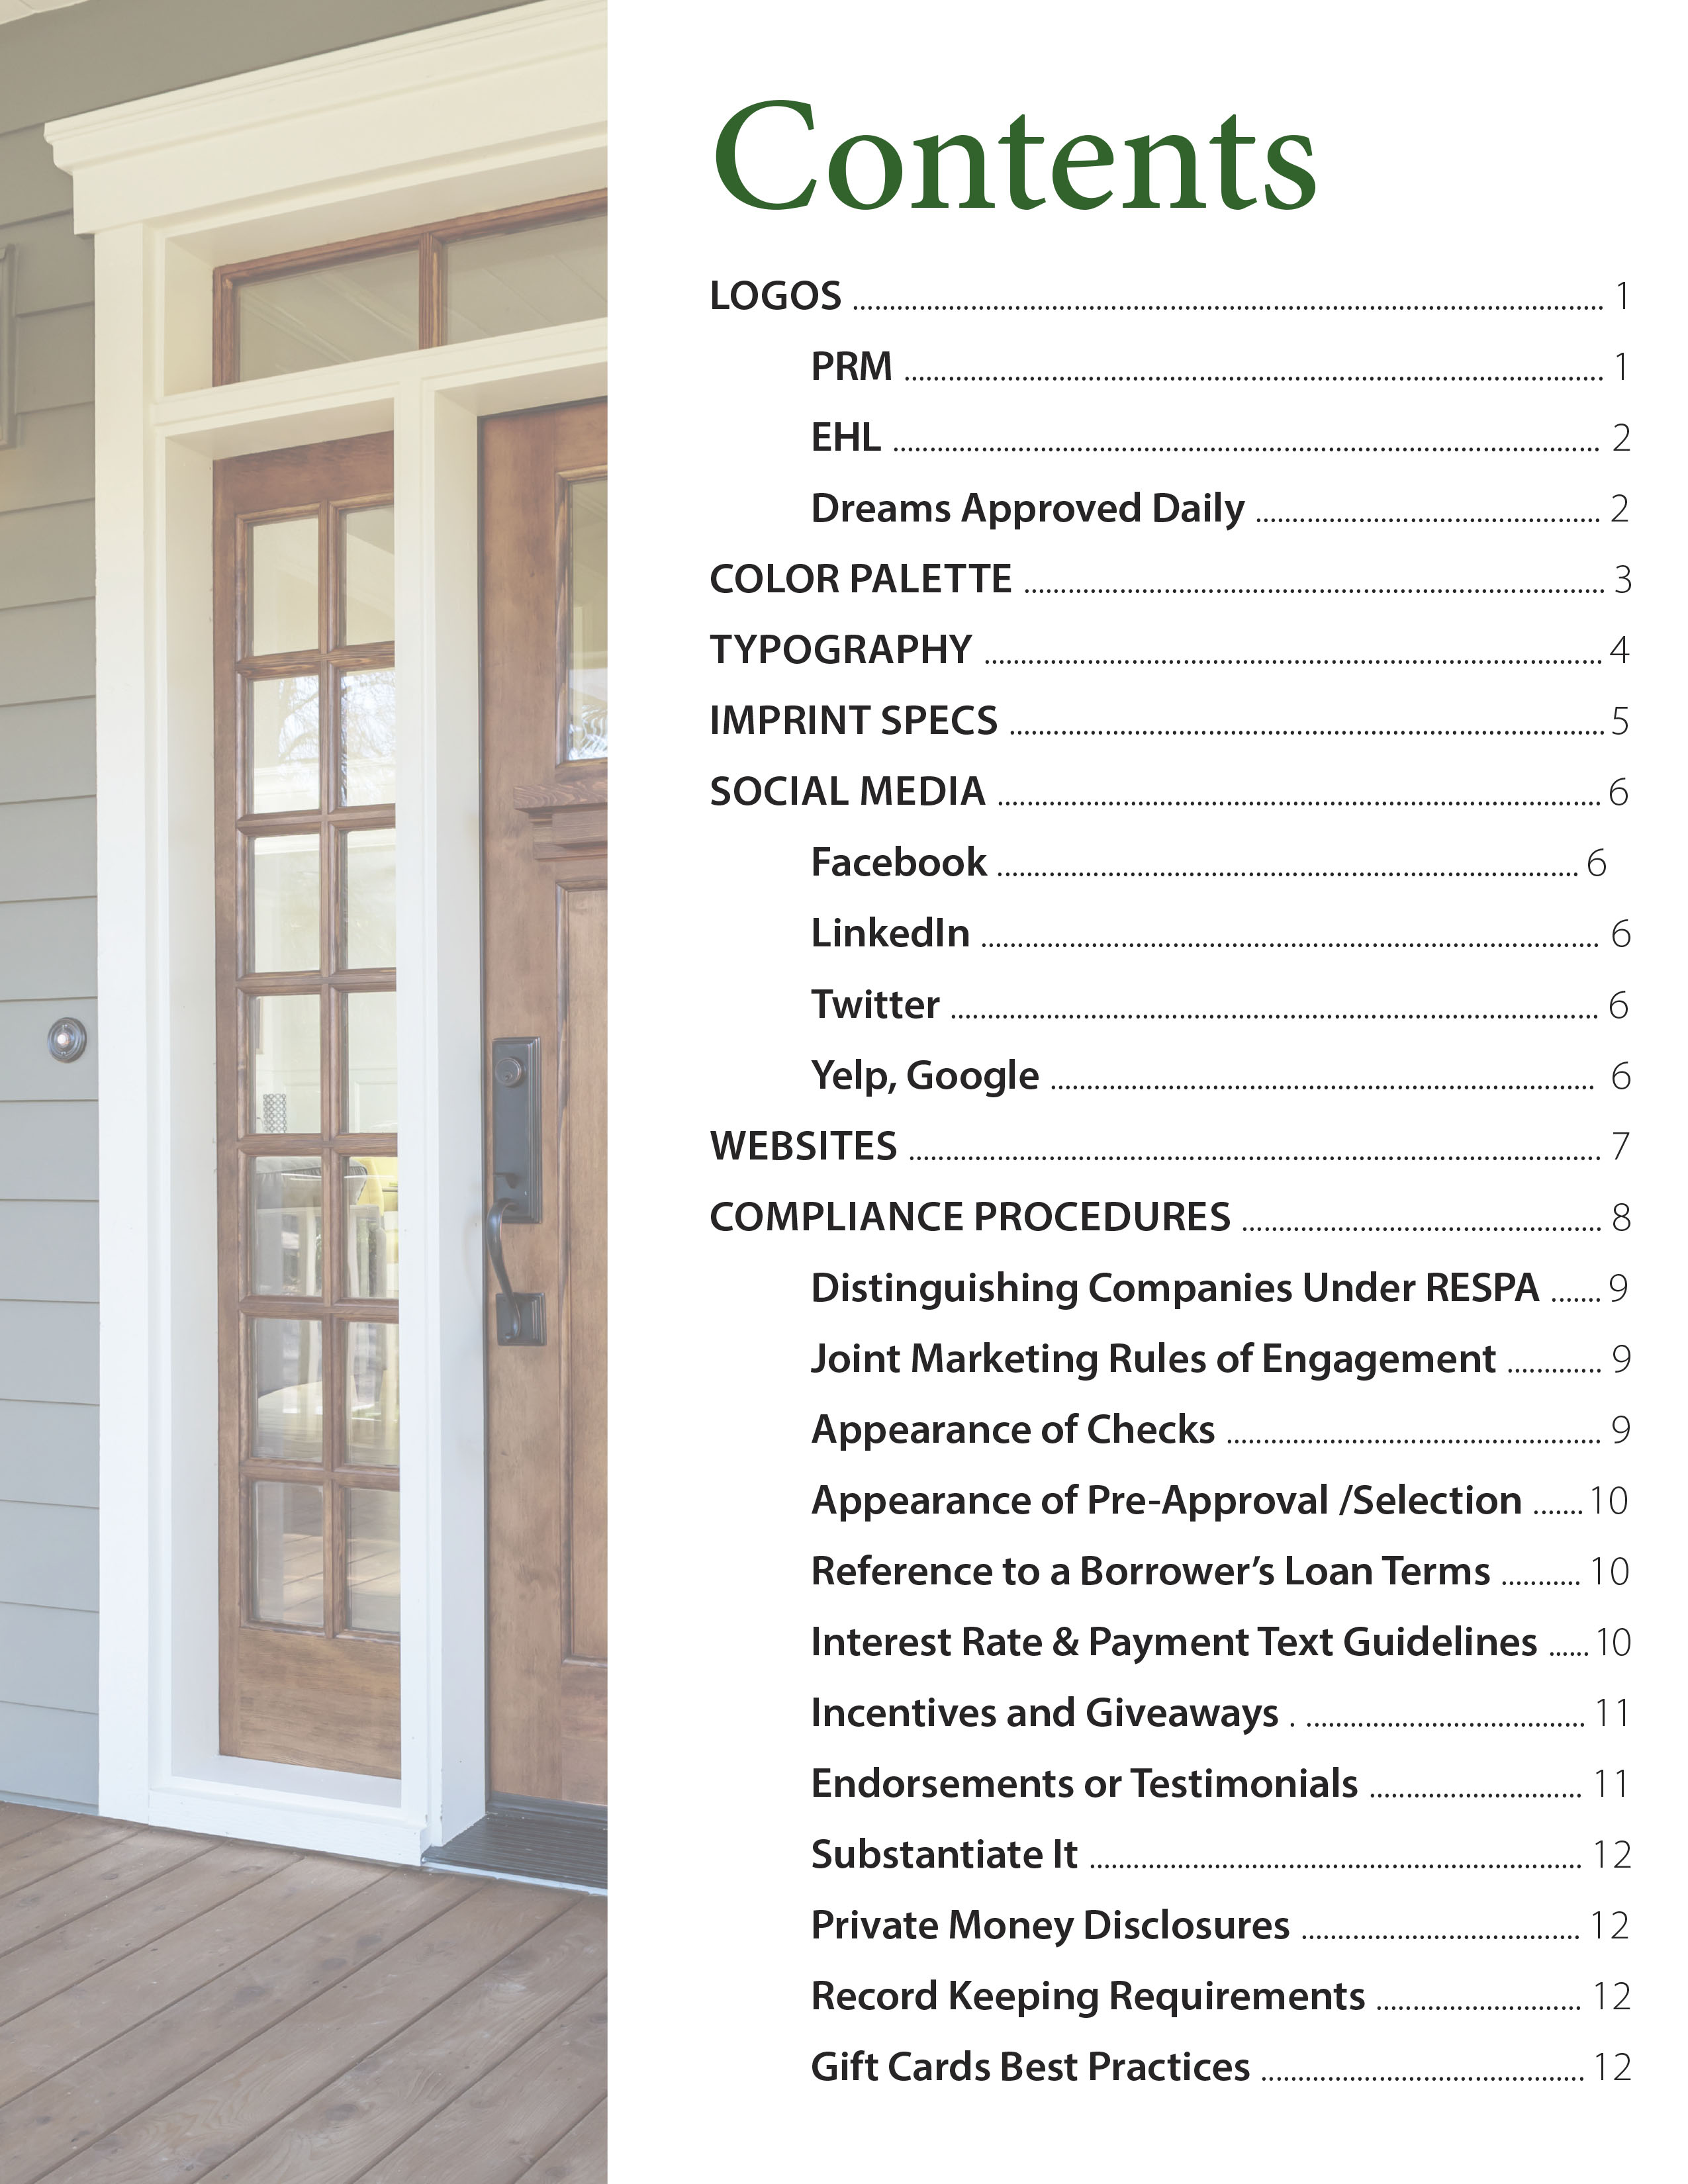 Contents
LOGOS ........................................................................................................ 1
PRM ................................................................................................. 1
EHL .................................................................................................. 2
Dreams Approved Daily ................................................ 2
COLOR PALETTE ................................................................................ 3
TYPOGRAPHY ..................................................................................... 4
IMPRINT SPECS .................................................................................. 5
SOCIAL MEDIA ................................................................................... 6
Facebook ................................................................................ 6
LinkedIn ..................................................................................... 6
Twitter ......................................................................................... 6
Yelp, Google ........................................................................... 6
WEBSITES ............................................................................................... 7
COMPLIANCE PROCEDURES .................................................. 8
Distinguishing Companies Under RESPA ....... 9
Joint Marketing Rules of Engagement ............. 9
Appearance of Checks .................................................... 9
Appearance of Pre-Approval /Selection ....... 10
Reference to a Borrower’s Loan Terms ........... 10
Interest Rate & Payment Text Guidelines ...... 10
Incentives and Giveaways . ...................................... 11
Endorsements or Testimonials ............................. 11
Substantiate It ................................................................... 12
Private Money Disclosures ...................................... 12
Record Keeping Requirements ............................ 12
Gift Cards Best Practices ............................................ 12